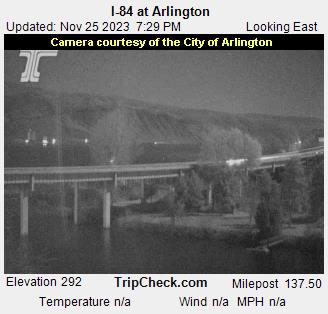 I-84 at Arlington
Updated: Nov 25 2023 7:29 PM Looking East
Camera courtesy of the City of Arlington
Elevation 292 TripCheck.com Milepost 137.50
Temperature n/a Wind n/a MPH n/a